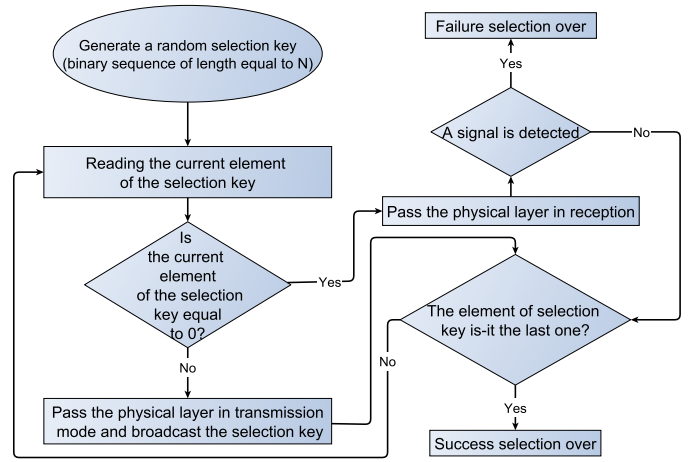 Generate a random selection key
(binary sequence of length equal to N)
Reading the current element
of the selection key
Is
the current
element
of the selection
key equal
to 0?
Yes
No
Pass the physical layer in transmission
mode and broadcast the selection key
Failure selection over
Yes
A signal is detected
No
Pass the physical layer in reception
The element of selection
key is-it the last one?
No
Yes
Success selection over